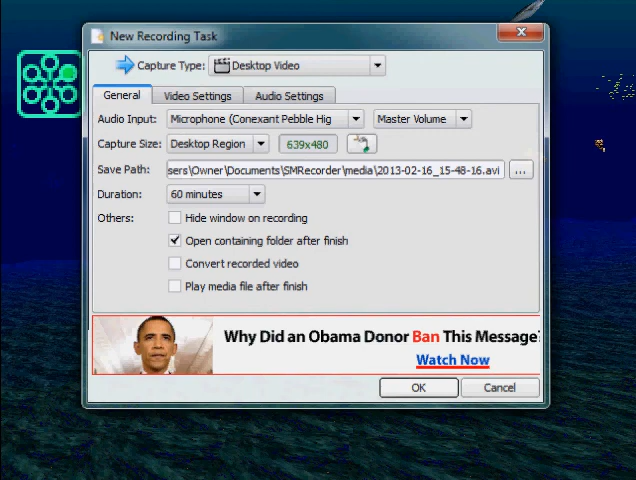 New Recording Task
Capture Type: Desktop Video
General Video Settings Audio Settings
Audio Input: Microphone (Conexant Pebble Hig Master Volume
Capture Size: Desktop Region 639x480
Save Path: sers\Owner\Documents\SMRecorder\media\2013-02-16_15-48-16.avi ...
Duration: 60 minutes
Others: Hide window on recording
Open containing folder after finish
Convert recorded video
Play media file after finish
Why Did an Obama Donor Ban This Message?
Watch Now
OK Cancel